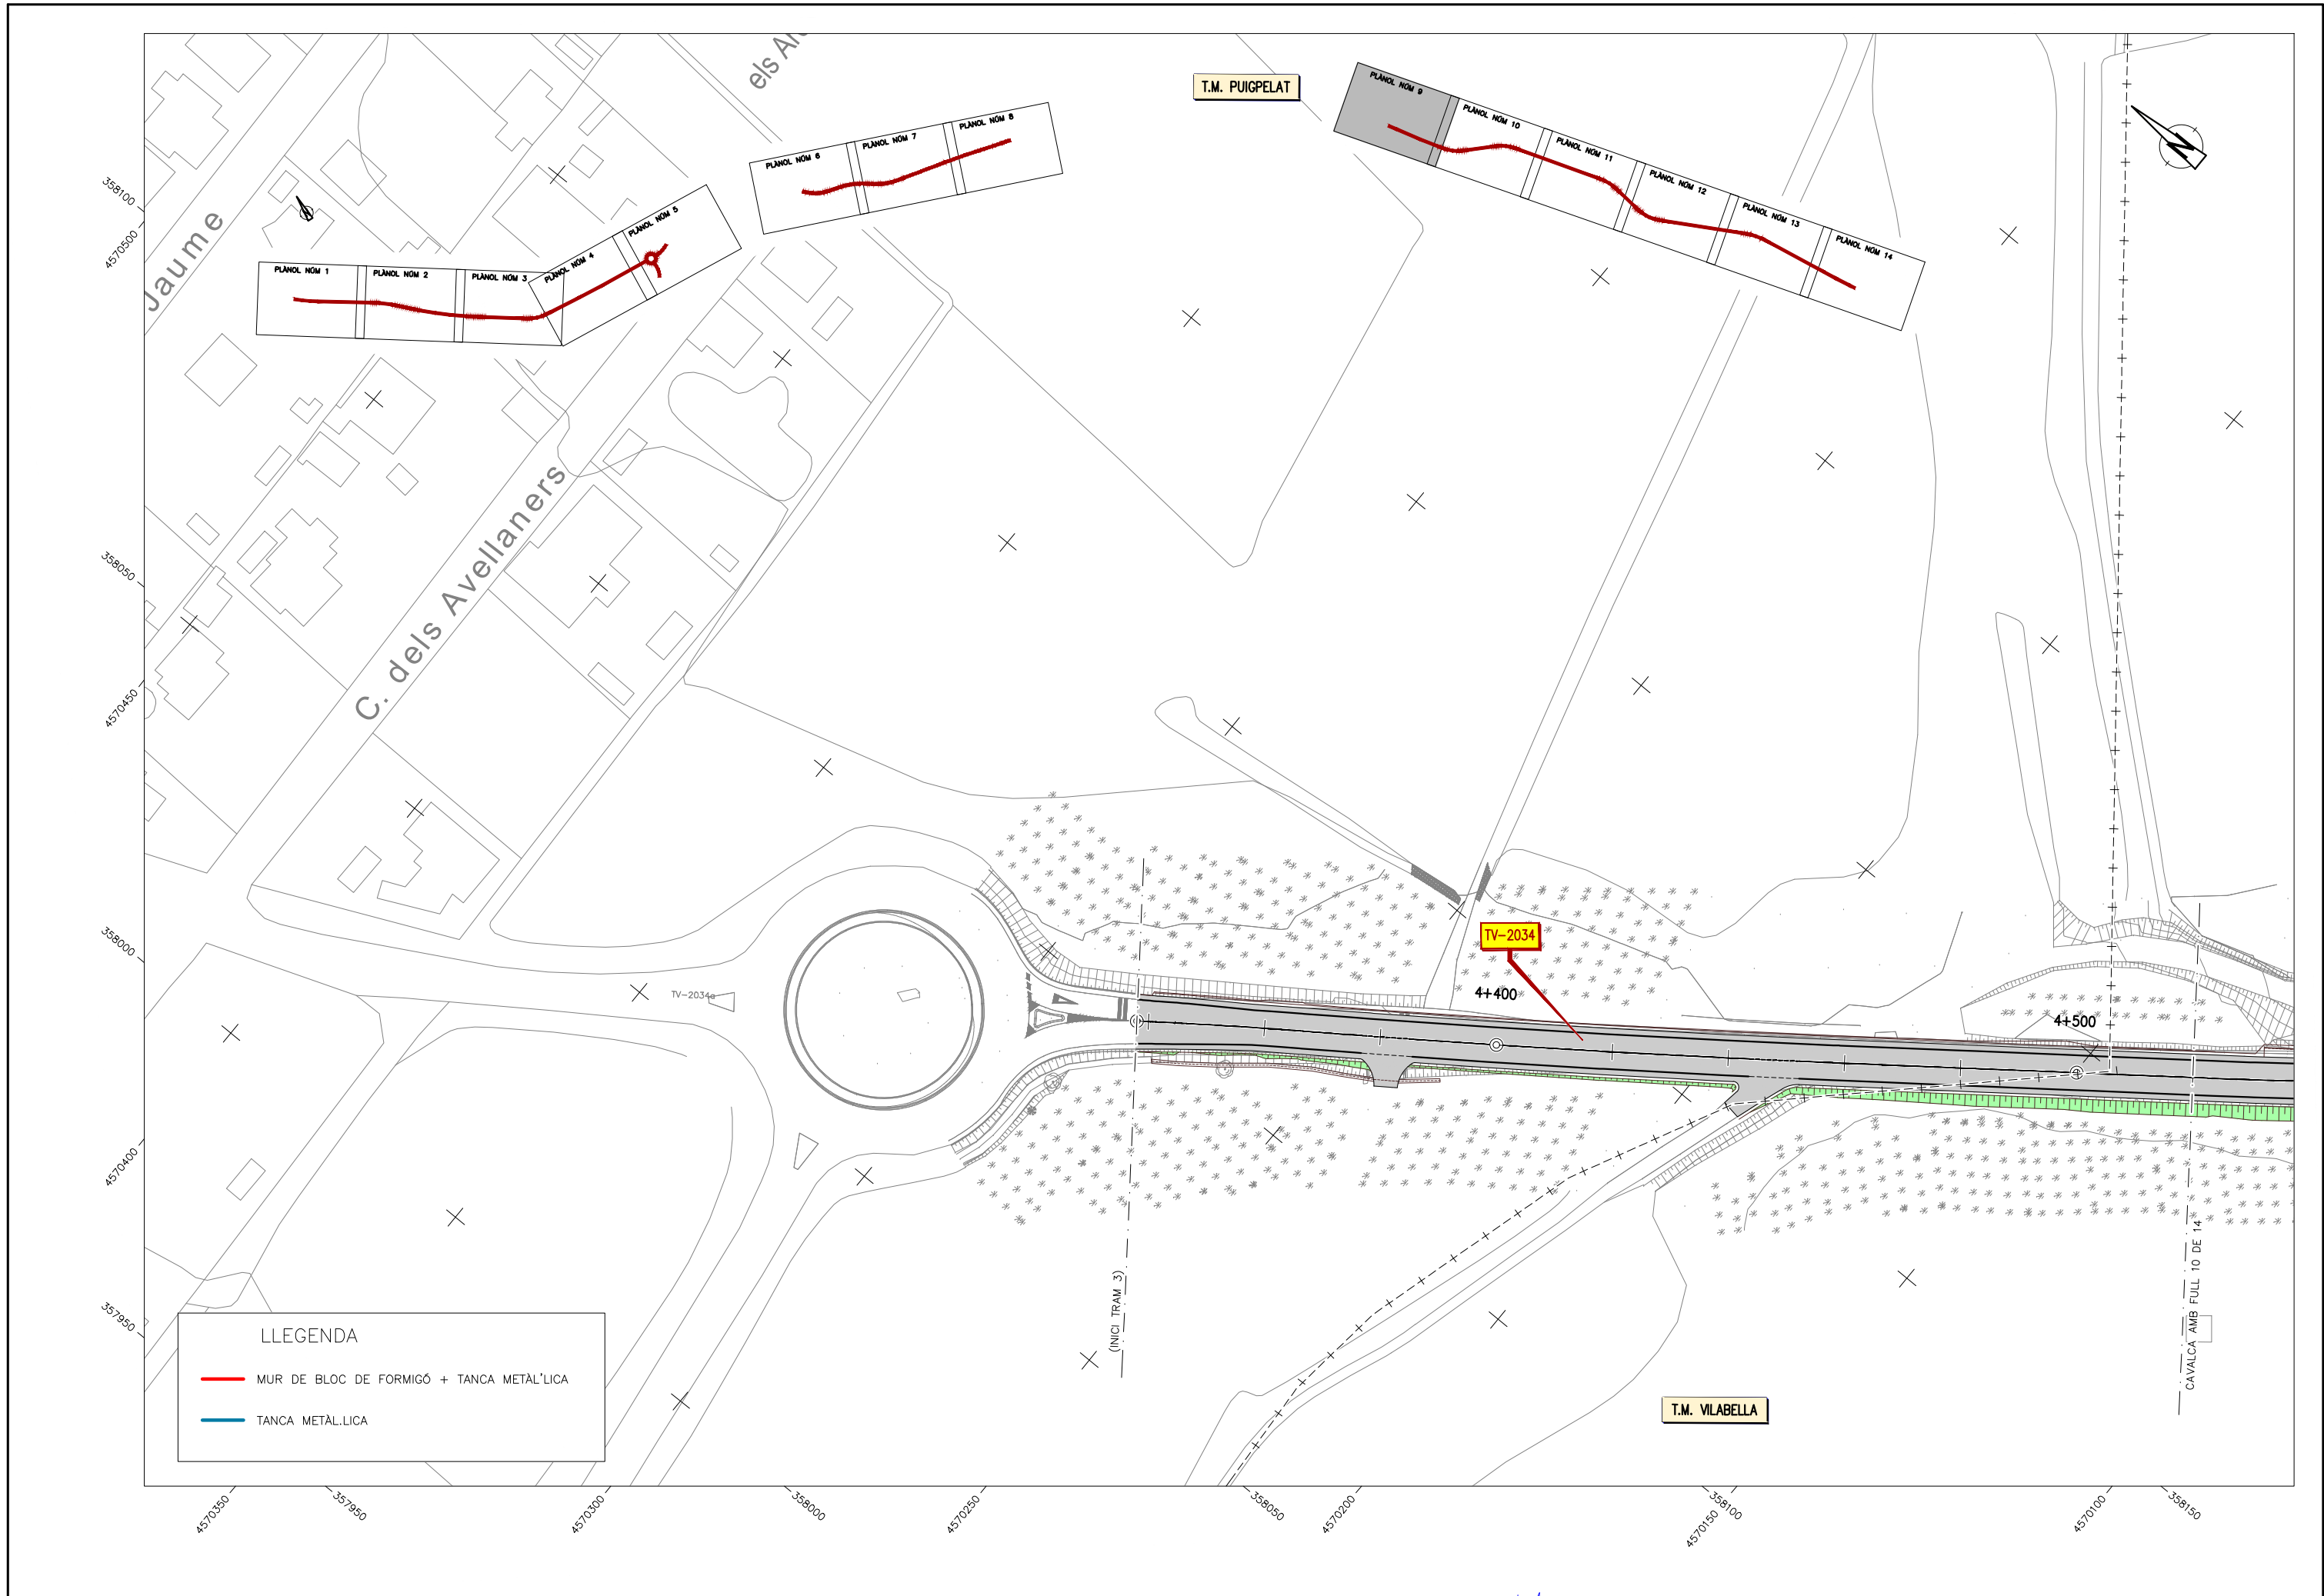 els
T.M. PUIGPELAT
PLÀNOL NÚM 9
PLÀNOL NÚM 10
PLÀNOL NÚM 11
PLÀNOL NÚM 12
PLÀNOL NÚM 13
PLÀNOL NÚM 14
PLÀNOL NÚM 6
PLÀNOL NÚM 7
PLÀNOL NÚM 8
PLÀNOL NÚM 1
PLÀNOL NÚM 2
PLÀNOL NÚM 3
PLÀNOL NÚM 4
PLÀNOL NÚM 5
N
N
Jaume
C. dels Avellaners
358100
4570500
358050
4570450
358000
4570400
357950
TV-2034a
TV-2034
4+400
4+500
(INICI TRAM 3)
CAVALCA AMB FULL 10 DE 14
T.M. VILABELLA
LLEGENDA
MUR DE BLOC DE FORMIGÓ + TANCA METÀL'LICA
TANCA METÀL.LICA
4570350
357950
4570300
358000
4570250
358050
4570200
358100
4570150
4570100
358150